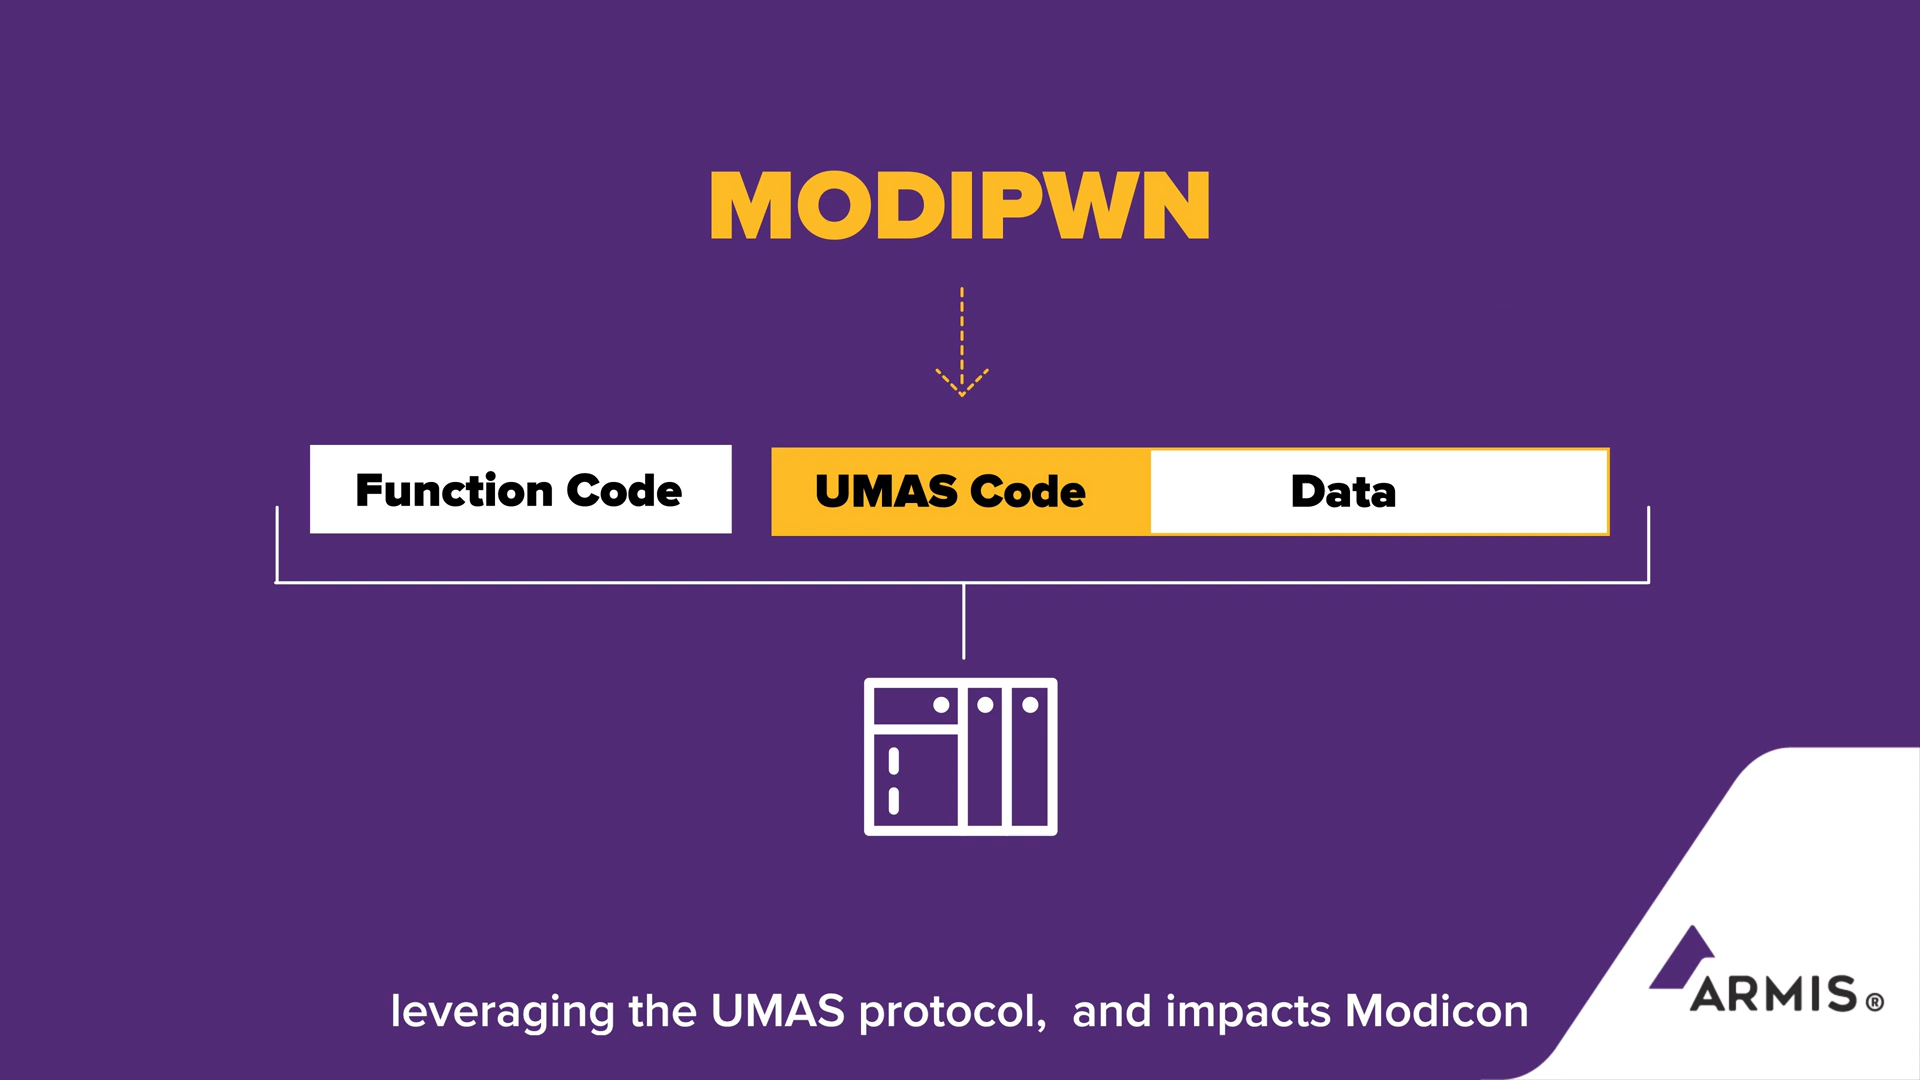 MODIPWN
Function Code
UMAS Code
Data
leveraging the UMAS protocol,  and impacts Modicon
ARMIS®